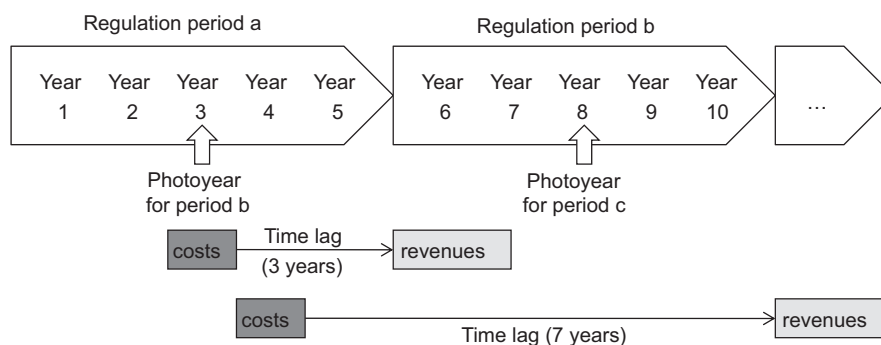 Regulation period a
Regulation period b
Year Year Year Year Year
1 2 3 4 5
Year Year Year Year Year
6 7 8 9 10
...
Photoyear
for period b
Photoyear
for period c
costs
Time lag
(3 years)
revenues
costs
Time lag (7 years)
revenues